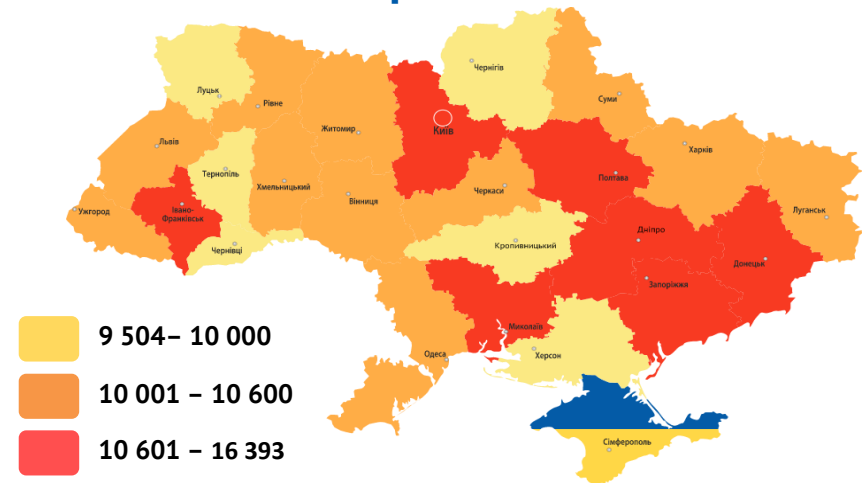 Чернігів
Луцьк
Рівне
Суми
Житомир
Київ
Львів
Харків
Тернопіль
Полтава
Хмельницький
Черкаси
Вінниця
Ужгород
Івано-
Франківськ
Луганськ
Дніпро
Чернівці
Кропивницький
Донецьк
Запоріжжя
Миколаїв
Одеса
Херсон
Сімферополь
9 504– 10 000
10 001 – 10 600
10 601 – 16 393